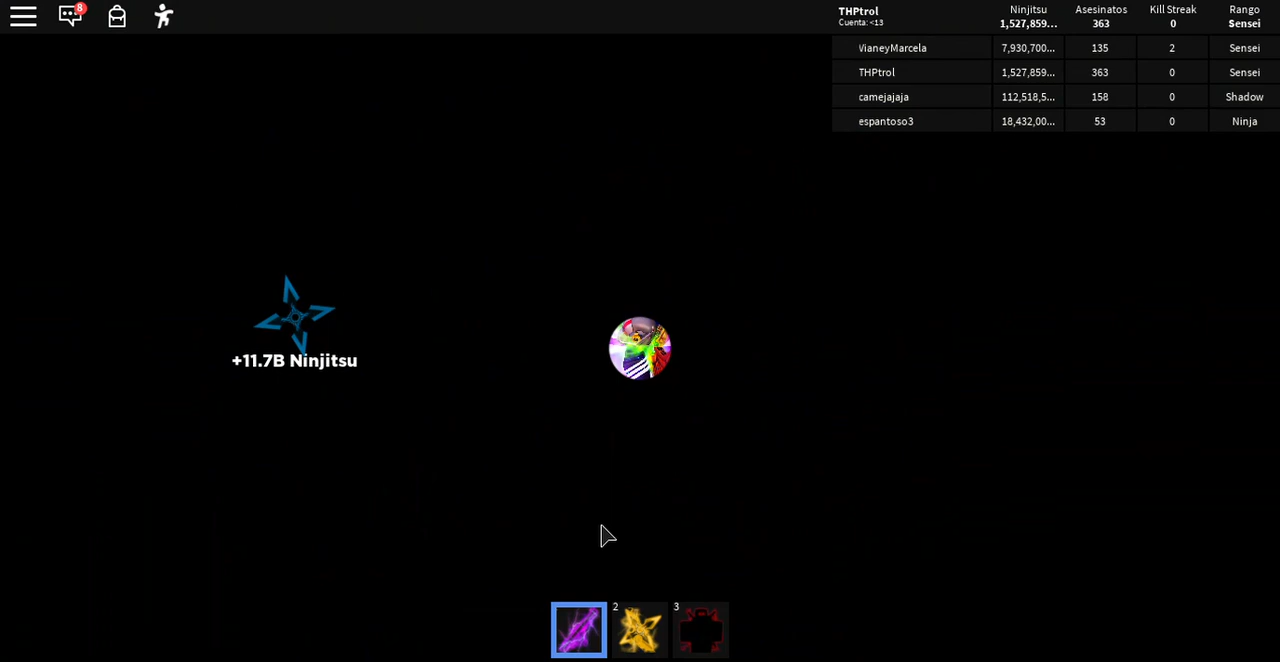 8
THPtrol
Cuenta: <13
Ninjitsu Asesinatos Kill Streak Rango
1,527,859... 363 0 Sensei
VianeyMarcela 7,930,700... 135 2 Sensei
THPtrol 1,527,859... 363 0 Sensei
camejajaja 112,518,5... 158 0 Shadow
espantoso3 18,432,00... 53 0 Ninja
+11.7B Ninjitsu
2 3